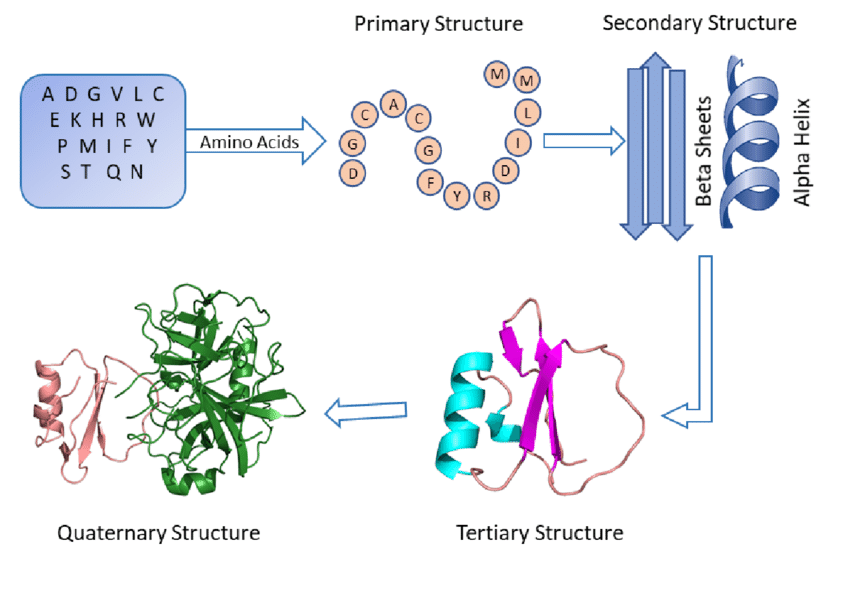 Primary Structure
Secondary Structure
A D G V L C
E K H R W
P M I F Y
S T Q N
Amino Acids
D
G
C
A
C
G
F
Y
R
D
I
L
M
M
Beta Sheets
Alpha Helix
Quaternary Structure
Tertiary Structure